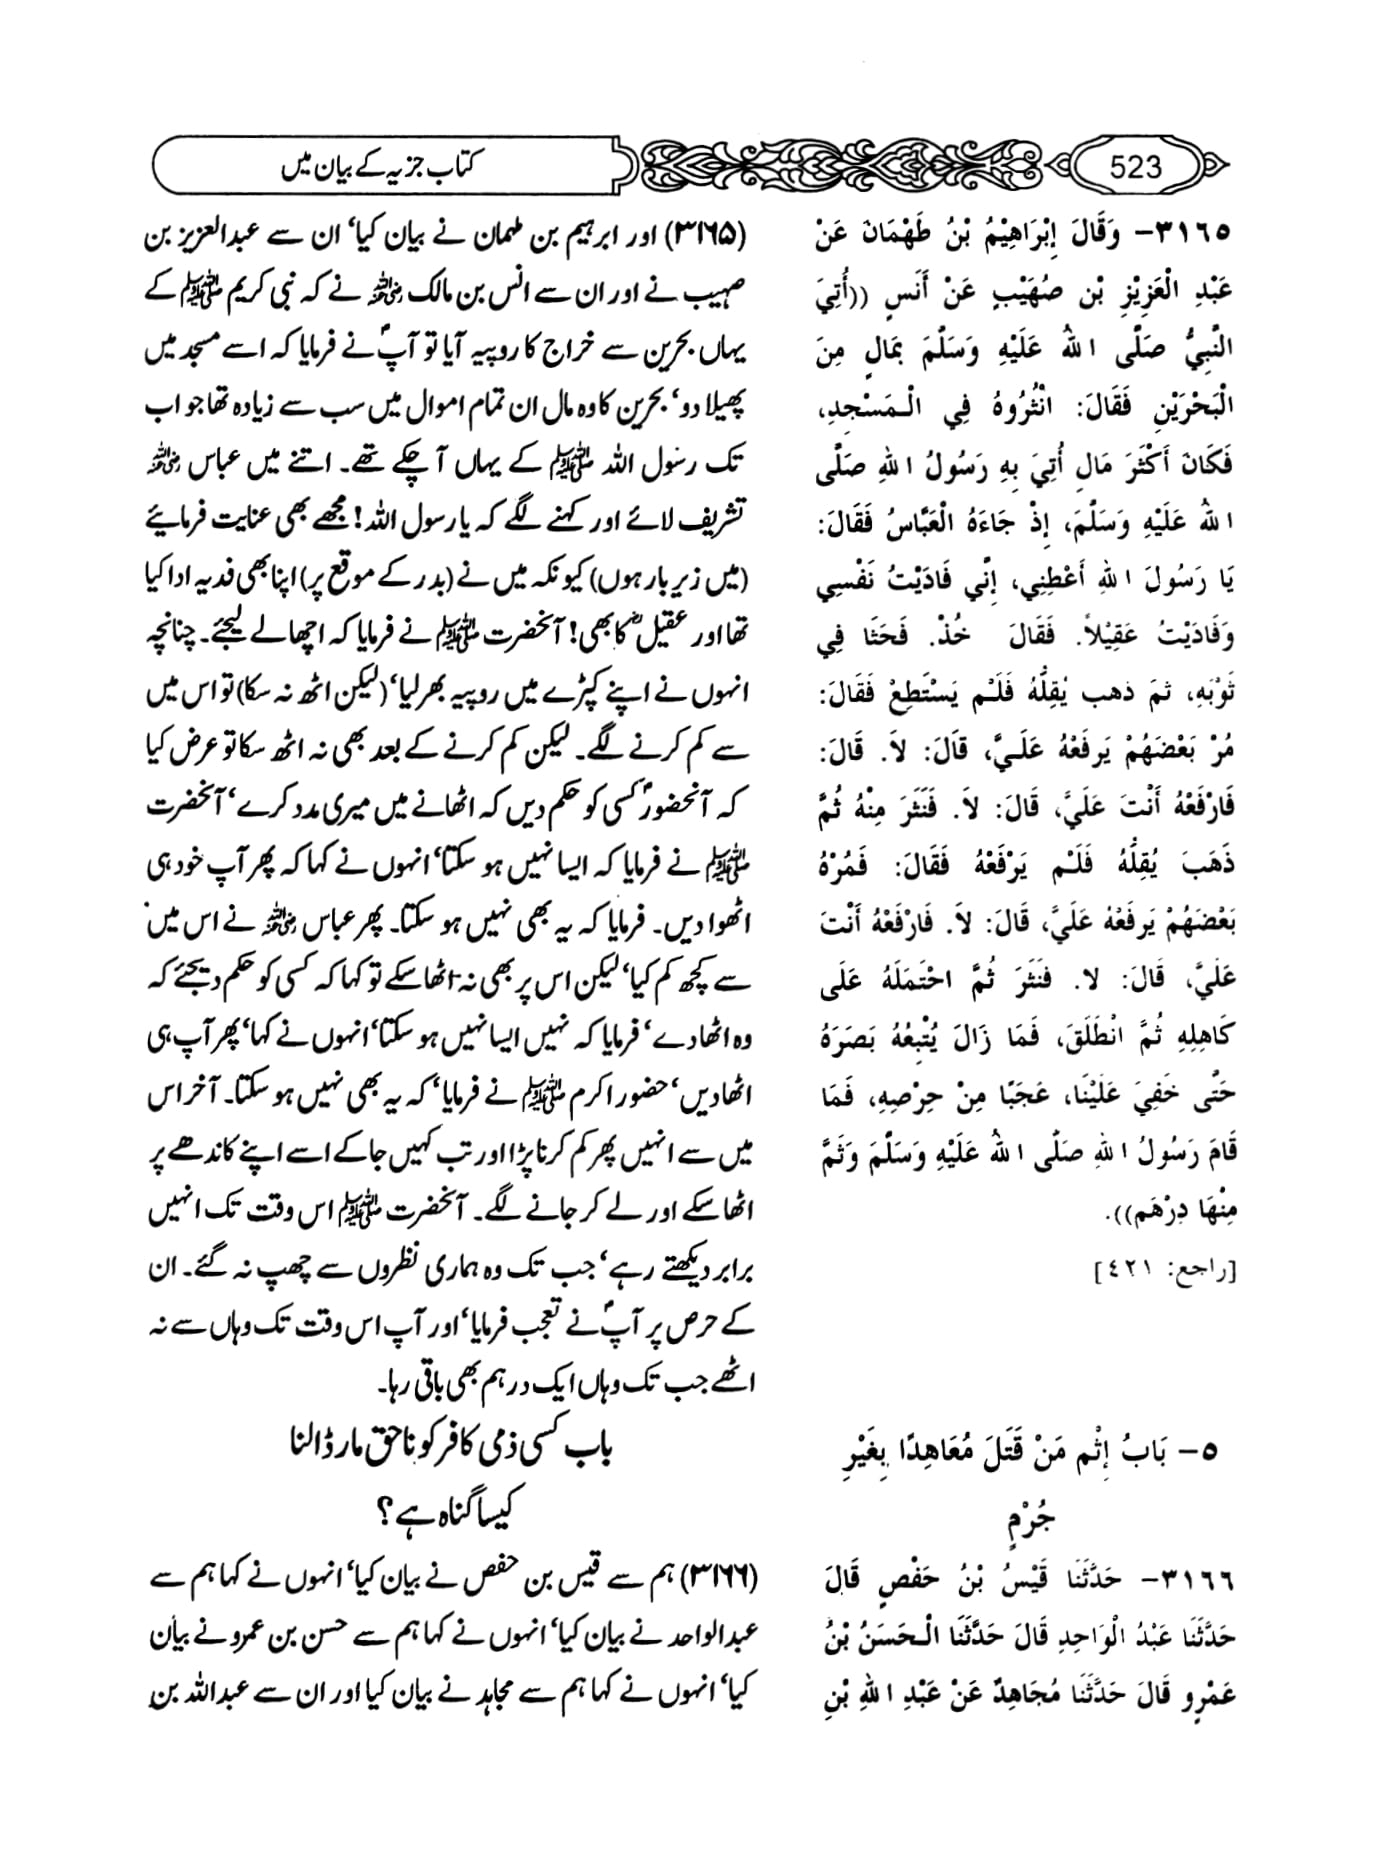 523
کتاب جزیہ کے بیان میں
٣١٦٥- وَقَالَ إِبْرَاهِيْمُ بْنُ طَهْمَانَ عَنْ
عَبْدِ الْعَزِيْزِ بْنِ صُهَيْبٍ عَنْ أَنَسٍ ((أُتِيَ
النَّبِيُّ صَلَّى اللهُ عَلَيْهِ وَسَلَّمَ بِمَالٍ مِنَ
الْبَحْرَيْنِ فَقَالَ: انْثُرُوهُ فِي الْـمَسْجِدِ،
فَكَانَ أَكْثَرَ مَالٍ أُتِيَ بِهِ رَسُولُ اللهِ صَلَّى
اللهُ عَلَيْهِ وَسَلَّمَ، إِذْ جَاءَهُ الْعَبَّاسُ فَقَالَ:
يَا رَسُولَ اللهِ أَعْطِنِي، إِنِّي فَادَيْتُ نَفْسِي
وَفَادَيْتُ عَقِيْلاً. فَقَالَ خُذْ. فَحَثَا فِي
ثَوْبِهِ، ثمَ ذهب يُقِلُّهُ فَلَـْم يَسْتَطِعْ فَقَالَ:
مُرْ بَعْضَهُمْ يَرفَعْهُ عَلَـيَّ، قَالَ: لاَ. قَالَ:
فَارْفَعْهُ أَنْتَ عَلَيَّ، قَالَ: لاَ. فَنَثَرَ مِنْهُ ثُمَّ
ذَهَبَ يُقِلُّهُ فَلَـْم يَرْفَعْهُ فَقَالَ: فَمُرْهُ
بَعْضَهُمْ يَرفَعْهُ عَلَيَّ، قَالَ: لاَ. فَارْفَعْهُ أَنْتَ
عَلَيَّ، قَالَ: لا. فَنَثَرَ ثُمَّ احْتَمَلَهُ عَلَى
كَاهِلِهِ ثُمَّ انْطَلَقَ، فَمَا زَالَ يُتْبِعُهُ بَصَرَهُ
حَتَّى خَفِيَ عَلَيْنَا، عَجَبًا مِنْ حِرْصِهِ، فَمَا
قَامَ رَسُولُ اللهِ صَلَّى اللهُ عَلَيْهِ وَسَلَّمَ وَثَمَّ
مِنْهَا دِرْهَم)).
[راجع: ٤٢١]
(۳۱۶۵) اور ابرہیم بن طہمان نے بیان کیا‘ ان سے عبدالعزیز بن
صہیب نے اور ان سے انس بن مالک رضی اللہ عنہ نے کہ نبی کریم صلی اللہ علیہ وسلم کے
یہاں بحرین سے خراج کا روپیہ آیا تو آپؐ نے فرمایا کہ اسے مسجد میں
پھیلا دو‘ بحرین کا وہ مال ان تمام اموال میں سب سے زیادہ تھا جو اب
تک رسول اللہ صلی اللہ علیہ وسلم کے یہاں آ چکے تھے۔ اتنے میں عباس رضی اللہ عنہ
تشریف لائے اور کہنے لگے کہ یا رسول اللہ! مجھے بھی عنایت فرمائیے
(میں زیر بار ہوں) کیونکہ میں نے (بدر کے موقع پر) اپنا بھی فدیہ ادا کیا
تھا اور عقیلؓ کا بھی! آنحضرت صلی اللہ علیہ وسلم نے فرمایا کہ اچھا لے لیجئے۔ چنانچہ
انہوں نے اپنے کپڑے میں روپیہ بھر لیا‘ (لیکن اٹھ نہ سکا) تو اس میں
سے کم کرنے لگے۔ لیکن کم کرنے کے بعد بھی نہ اٹھ سکا تو عرض کیا
کہ آنحضورؐ کسی کو حکم دیں کہ اٹھانے میں میری مدد کرے‘ آنحضرت
صلی اللہ علیہ وسلم نے فرمایا کہ ایسا نہیں ہو سکتا‘ انہوں نے کہا کہ پھر آپ خود ہی
اٹھوا دیں۔ فرمایا کہ یہ بھی نہیں ہو سکتا۔ پھر عباس رضی اللہ عنہ نے اس میں
سے کچھ کم کیا‘ لیکن اس پر بھی نہ اٹھا سکے تو کہا کہ کسی کو حکم دیجئے کہ
وہ اٹھا دے‘ فرمایا کہ نہیں ایسا نہیں ہو سکتا‘ انہوں نے کہا‘ پھر آپ ہی
اٹھا دیں‘ حضور اکرم صلی اللہ علیہ وسلم نے فرمایا‘ کہ یہ بھی نہیں ہو سکتا۔ آخر اس
میں سے انہیں پھر کم کرنا پڑا اور تب کہیں جا کے اسے اپنے کاندھے پر
اٹھا سکے اور لے کر جانے لگے۔ آنحضرت صلی اللہ علیہ وسلم اس وقت تک انہیں
برابر دیکھتے رہے‘ جب تک وہ ہماری نظروں سے چھپ نہ گئے۔ ان
کے حرص پر آپؐ نے تعجب فرمایا‘ اور آپ اس وقت تک وہاں سے نہ
اٹھے جب تک وہاں ایک درہم بھی باقی رہا۔
٥- بَابُ إِثْمِ مَنْ قَتَلَ مُعَاهِدًا بِغَيْرِ
جُرْمٍ
باب کسی ذمی کافر کو ناحق مار ڈالنا
کیسا گناہ ہے؟
٣١٦٦- حَدَّثَنَا قَيْسُ بْنُ حَفْصٍ قَالَ
حَدَّثَنَا عَبْدُ الْوَاحِدِ قَالَ حَدَّثَنَا الْـحَسَنُ بْنُ
عَمْرٍو قَالَ حَدَّثَنَا مُجَاهِدٌ عَنْ عَبْدِ اللهِ بْنِ
(۳۱۶۶) ہم سے قیس بن حفص نے بیان کیا‘ انہوں نے کہا ہم سے
عبدالواحد نے بیان کیا‘ انہوں نے کہا ہم سے حسن بن عمرو نے بیان
کیا‘ انہوں نے کہا ہم سے مجاہد نے بیان کیا اور ان سے عبداللہ بن